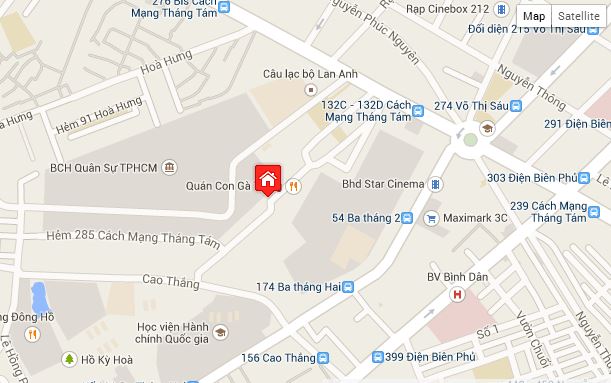 276 Bis Cách
Mạng Tháng Tám
Nguyễn Phúc Nguyên
Rạp Cinebox 212
Map
Satellite
Đối diện 215 Võ Thị Sáu
Hoà Hưng
Câu lạc bộ Lan Anh
Nguyễn Thông
Hẻm 91 Hoà Hưng
132C - 132D Cách
Mạng Tháng Tám
274 Võ Thị Sáu
291 Điện Biên Phủ
BCH Quân Sự TPHCM
Quán Con Gà
Bhd Star Cinema
303 Điện Biên Phủ
54 Ba tháng 2
Maximark 3C
239 Cách Mạng
Tháng Tám
Hẻm 285 Cách Mạng Tháng Tám
Cao Thắng
174 Ba tháng Hai
BV Bình Dân
Đông Hồ
Học viện Hành
chính Quốc gia
Số 1
Vườn Chuối
Lê Hồng
Hồ Kỳ Hoà
156 Cao Thắng
399 Điện Biên Phủ